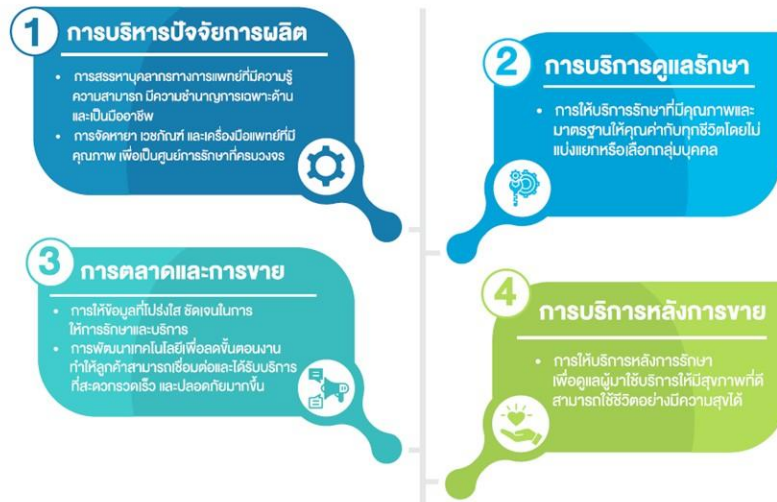 1 การบริหารปัจจัยการผลิต
• การสรรหาบุคลากรทางการแพทย์ที่มีความรู้
ความสามารถ มีความชำนาญการเฉพาะด้าน
และเป็นมืออาชีพ
• การจัดหายา เวชภัณฑ์ และเครื่องมือแพทย์ที่มี
คุณภาพ เพื่อเป็นศูนย์การรักษาที่ครบวงจร
2 การบริการดูแลรักษา
• การให้บริการรักษาที่มีคุณภาพและ
มาตรฐานให้คุณค่ากับทุกชีวิตโดยไม่
แบ่งแยกหรือเลือกกลุ่มบุคคล
3 การตลาดและการขาย
• การให้ข้อมูลที่โปร่งใส ชัดเจนในการ
ให้การรักษาและบริการ
• การพัฒนาเทคโนโลยีเพื่อลดขั้นตอนงาน
ทำให้ลูกค้าสามารถเชื่อมต่อและได้รับบริการ
ที่สะดวกรวดเร็ว และปลอดภัยมากขึ้น
4 การบริการหลังการขาย
• การให้บริการหลังการรักษา
เพื่อดูแลผู้มาใช้บริการให้มีสุขภาพที่ดี
สามารถใช้ชีวิตอย่างมีความสุขได้